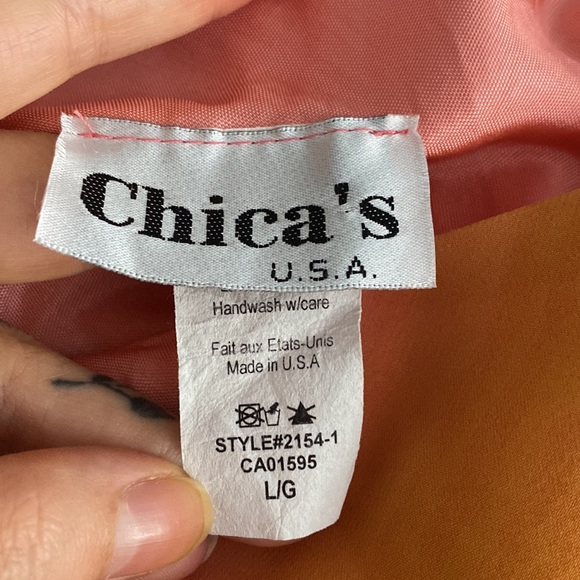 Chica's
U.S.A.
Handwash w/care
Fait aux Etats-Unis
Made in U.S.A
STYLE#2154-1
CA01595
L/G